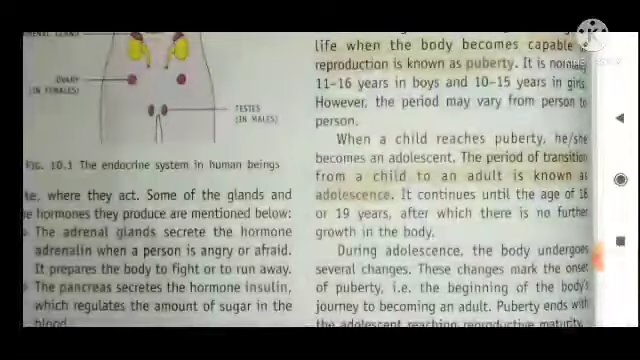 OVARY
(IN FEMALES)
TESTES
(IN MALES)
FIG. 10.1 The endocrine system in human beings
where they act. Some of the glands and
hormones they produce are mentioned below:
The adrenal glands secrete the hormone
adrenalin when a person is angry or afraid.
It prepares the body to fight or to run away.
The pancreas secretes the hormone insulin,
which regulates the amount of sugar in the
blood
life when the body becomes capable
reproduction is known as puberty. It is normally
11–16 years in boys and 10–15 years in girls.
However, the period may vary from person to
person.
When a child reaches puberty, he/she
becomes an adolescent. The period of transition
from a child to an adult is known as
adolescence. It continues until the age of 18
or 19 years, after which there is no further
growth in the body.
During adolescence, the body undergoes
several changes. These changes mark the onset
of puberty, i.e. the beginning of the body's
journey to becoming an adult. Puberty ends with
the adolescent reaching reproductive maturity,